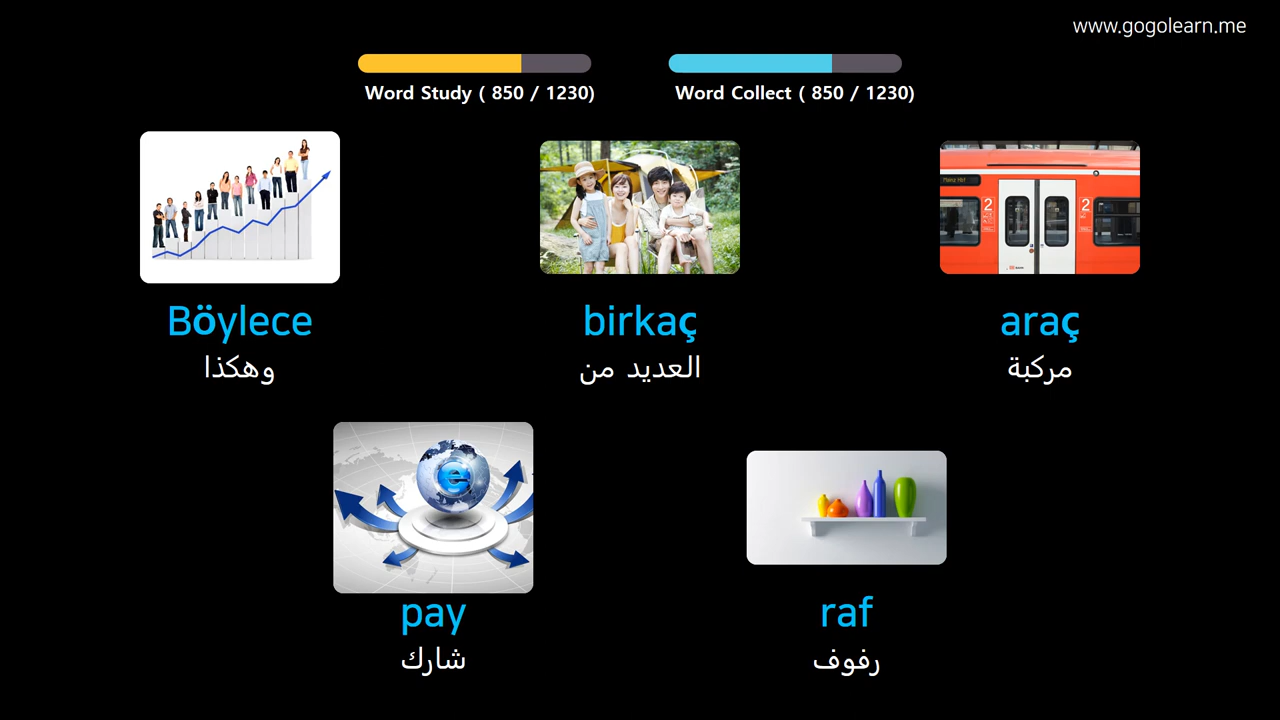 www.gogolearn.me
Word Study ( 850 / 1230)
Word Collect ( 850 / 1230)
Böylece
وهكذا
birkaç
العديد من
araç
مركبة
pay
شارك
raf
رفوف